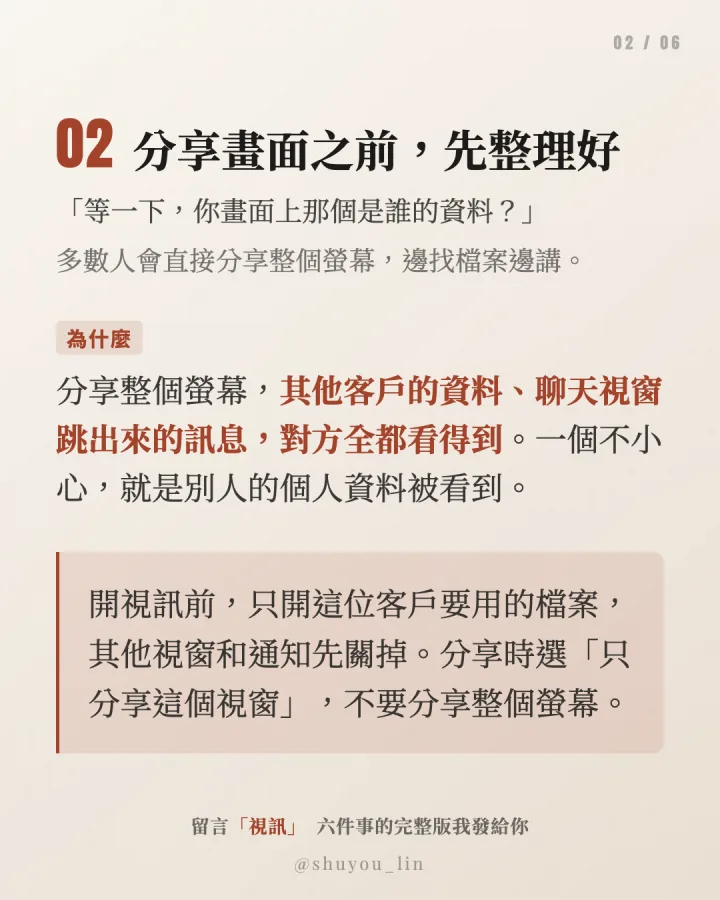 02 / 06
02 分享畫面之前，先整理好
「等一下，你畫面上那個是誰的資料？」
多數人會直接分享整個螢幕，邊找檔案邊講。
為什麼
分享整個螢幕，其他客戶的資料、聊天視窗
跳出來的訊息，對方全都看得到。一個不小
心，就是別人的個人資料被看到。
開視訊前，只開這位客戶要用的檔案，
其他視窗和通知先關掉。分享時選「只
分享這個視窗」，不要分享整個螢幕。
留言「視訊」 六件事的完整版我發給你
@shuyou_lin